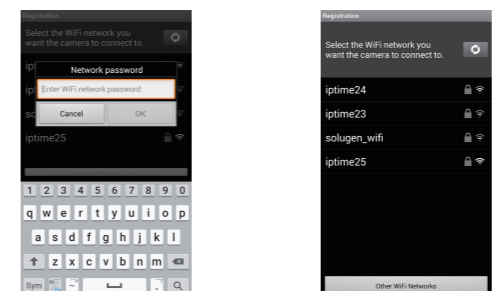 Registration
Select the WiFi network you
want the camera to connect to.
Network password
Enter WiFi network password
Cancel OK
iptime25
1 2 3 4 5 6 7 8 9 0
q w e r t y u i o p
a s d f g h j k l
z x c v b n m
Sym
Registration
Select the WiFi network you
want the camera to connect to.
iptime24
iptime23
solugen_wifi
iptime25
Other WiFi Networks